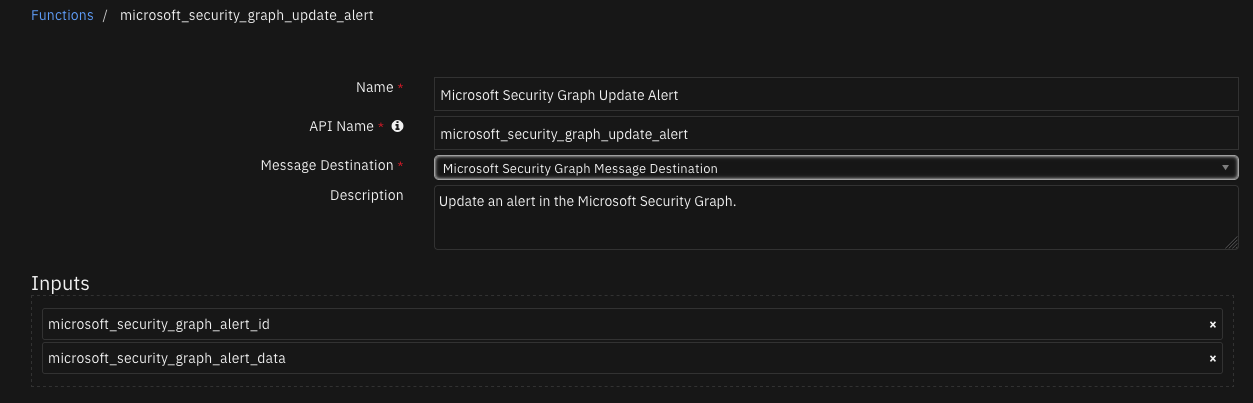 Functions / microsoft_security_graph_update_alert
Name * Microsoft Security Graph Update Alert
API Name * microsoft_security_graph_update_alert
Message Destination * Microsoft Security Graph Message Destination
Description Update an alert in the Microsoft Security Graph.
Inputs
microsoft_security_graph_alert_id ×
microsoft_security_graph_alert_data ×